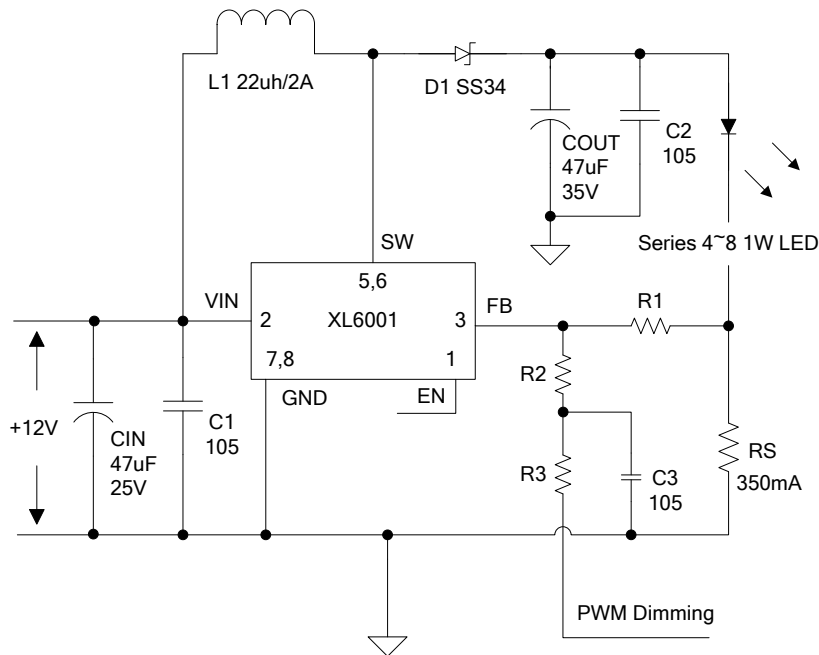 L1 22uh/2A
D1 SS34
COUT
47uF
35V
C2
105
Series 4~8 1W LED
SW
5,6
VIN
2
XL6001
3
FB
R1
7,8
1
GND
EN
R2
+12V
CIN
47uF
25V
C1
105
R3
C3
105
RS
350mA
PWM Dimming